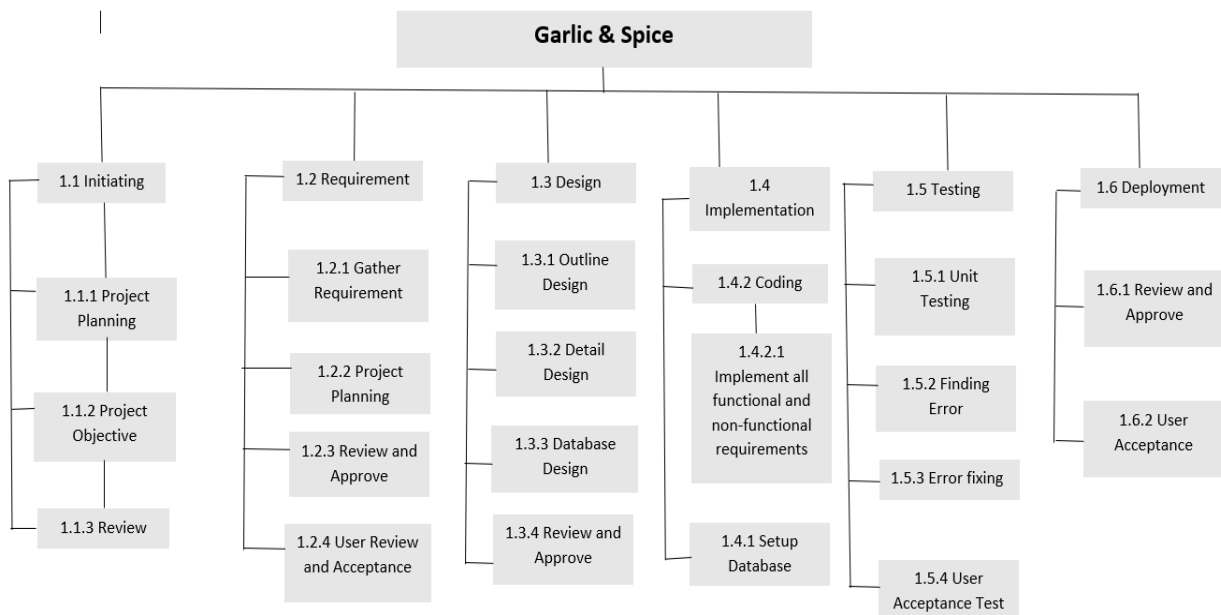 Garlic & Spice
1.1 Initiating
1.1.1 Project
Planning
1.1.2 Project
Objective
1.1.3 Review
1.2 Requirement
1.2.1 Gather
Requirement
1.2.2 Project
Planning
1.2.3 Review and
Approve
1.2.4 User Review
and Acceptance
1.3 Design
1.3.1 Outline
Design
1.3.2 Detail
Design
1.3.3 Database
Design
1.3.4 Review and
Approve
1.4
Implementation
1.4.2 Coding
1.4.2.1
Implement all
functional and
non-functional
requirements
1.4.1 Setup
Database
1.5 Testing
1.5.1 Unit
Testing
1.5.2 Finding
Error
1.5.3 Error fixing
1.5.4 User
Acceptance Test
1.6 Deployment
1.6.1 Review and
Approve
1.6.2 User
Acceptance